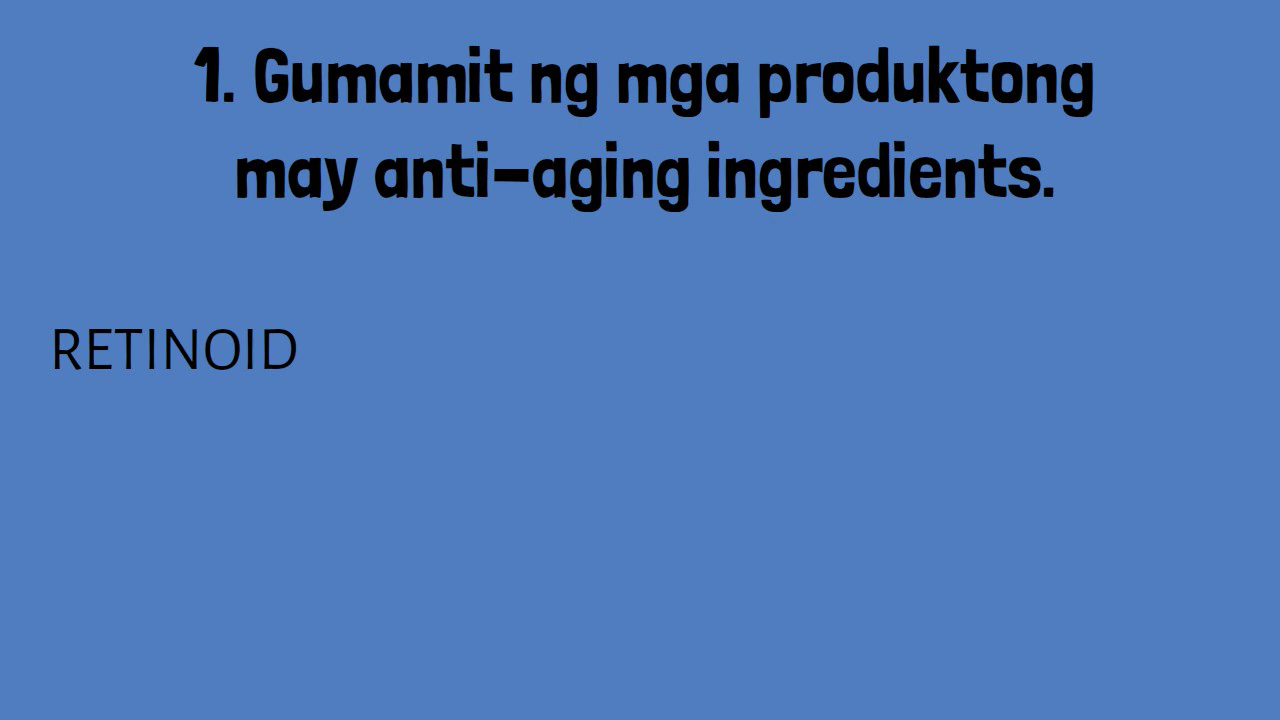 1. Gumamit ng mga produktong
may anti-aging ingredients.
RETINOID